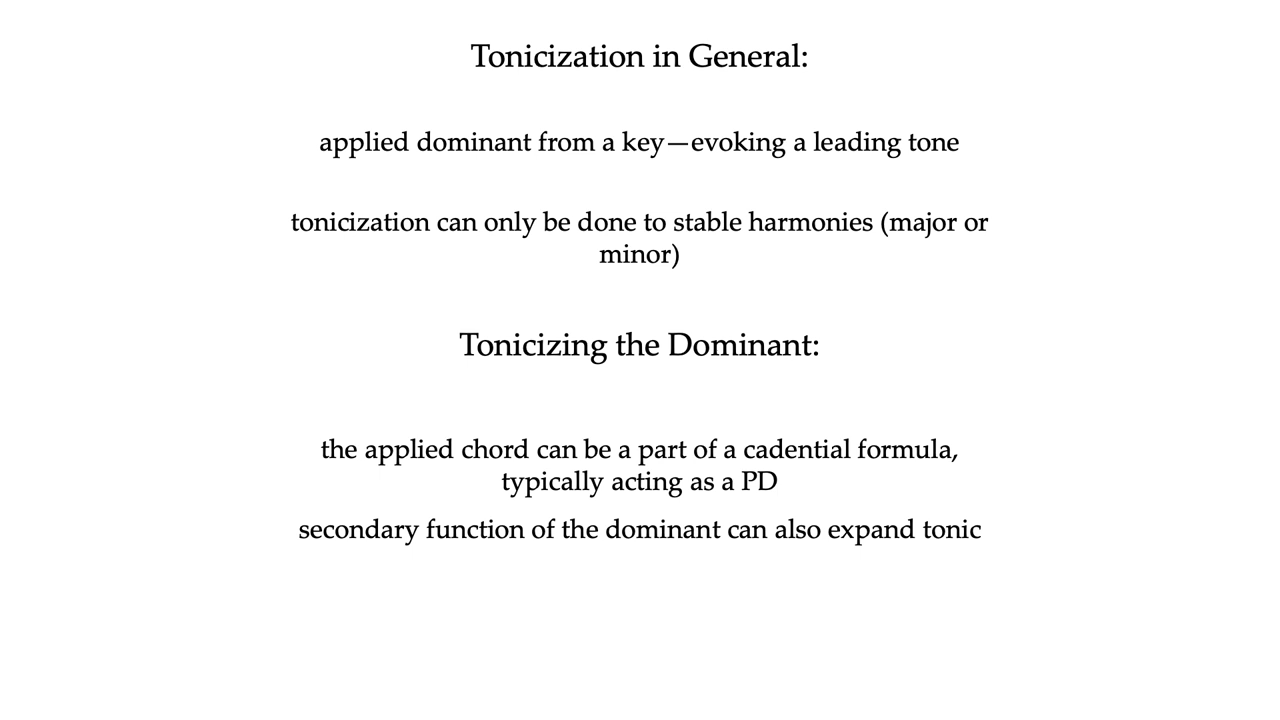 Tonicization in General:
applied dominant from a key—evoking a leading tone
tonicization can only be done to stable harmonies (major or
minor)
Tonicizing the Dominant:
the applied chord can be a part of a cadential formula,
typically acting as a PD
secondary function of the dominant can also expand tonic